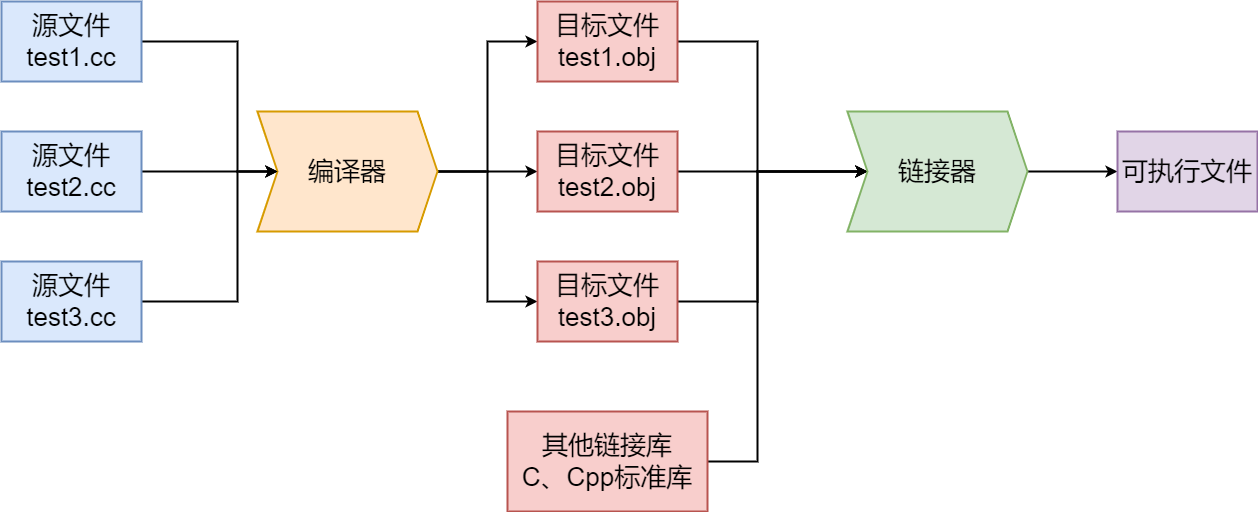 源文件
test1.cc
源文件
test2.cc
源文件
test3.cc
编译器
目标文件
test1.obj
目标文件
test2.obj
目标文件
test3.obj
其他链接库
C、Cpp标准库
链接器
可执行文件